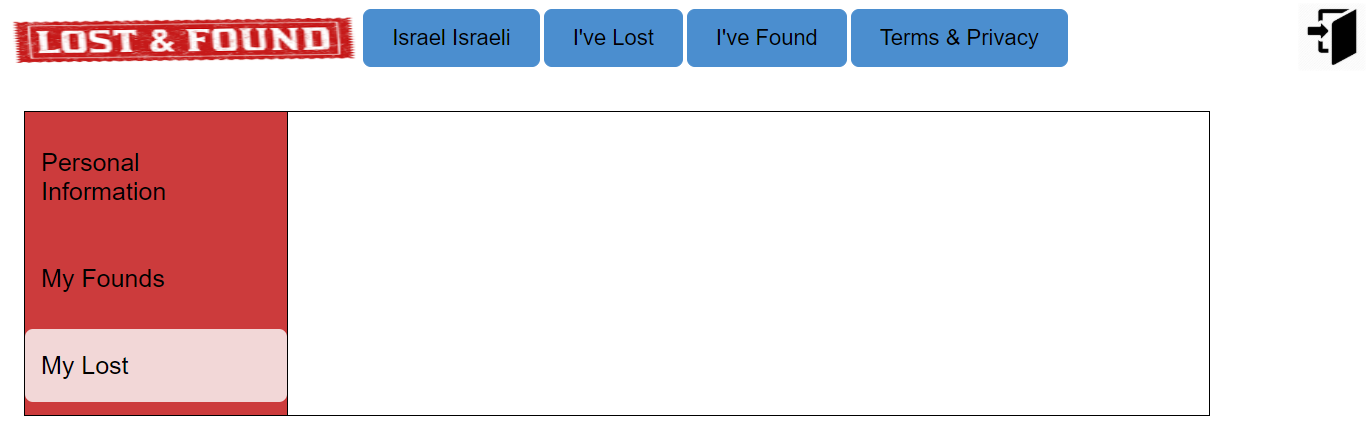 LOST & FOUND
Israel Israeli
I've Lost
I've Found
Terms & Privacy
Personal
Information
My Founds
My Lost